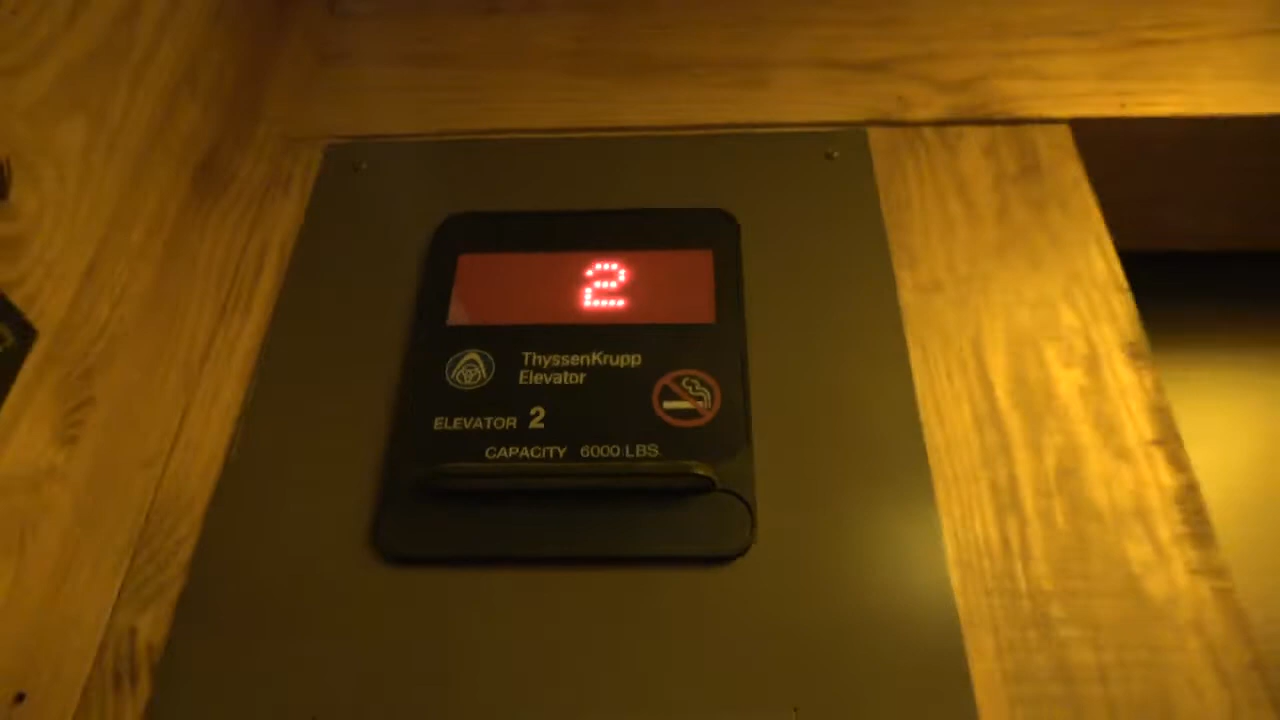 2
ThyssenKrupp
Elevator
ELEVATOR 2
CAPACITY 6000 LBS.